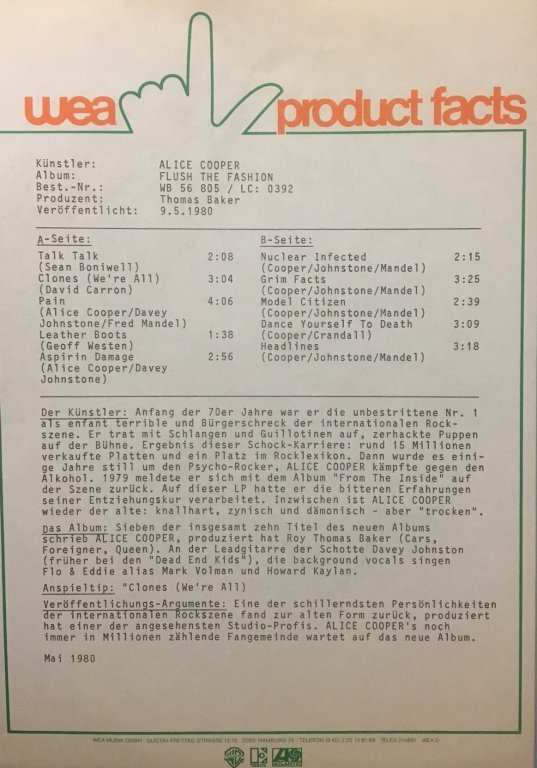 wea product facts
Künstler: ALICE COOPER
Album: FLUSH THE FASHION
Best.-Nr.: WB 56 805 / LC: 0392
Produzent: Thomas Baker
Veröffentlicht: 9.5.1980
A-Seite:
Talk Talk 2:08
(Sean Boniwell)
Clones (We're All) 3:04
(David Carron)
Pain 4:06
(Alice Cooper/Davey
Johnstone/Fred Mandel)
Leather Boots 1:38
(Geoff Westen)
Aspirin Damage 2:56
(Alice Cooper/Davey
Johnstone)
B-Seite:
Nuclear Infected 2:15
(Cooper/Johnstone/Mandel)
Grim Facts 3:25
(Cooper/Johnstone/Mandel)
Model Citizen 2:39
(Cooper/Johnstone/Mandel)
Dance Yourself To Death 3:09
(Cooper/Crandall)
Headlines 3:18
(Cooper/Johnstone/Mandel)
Der Künstler: Anfang der 70er Jahre war er die unbestrittene Nr. 1
als enfant terrible und Bürgerschreck der internationalen Rock-
szene. Er trat mit Schlangen und Guillotinen auf, zerhackte Puppen
auf der Bühne. Ergebnis dieser Schock-Karriere: rund 15 Millionen
verkaufte Platten und ein Platz im Rocklexikon. Dann wurde es eini-
ge Jahre still um den Psycho-Rocker, ALICE COOPER kämpfte gegen den
Alkohol. 1979 meldete er sich mit dem Album "From The Inside" auf
der Szene zurück. Auf dieser LP hatte er die bitteren Erfahrungen
seiner Entziehungskur verarbeitet. Inzwischen ist ALICE COOPER
wieder der alte: knallhart, zynisch und dämonisch - aber "trocken".
Das Album: Sieben der insgesamt zehn Titel des neuen Albums
schrieb ALICE COOPER, produziert hat Roy Thomas Baker (Cars,
Foreigner, Queen). An der Leadgitarre der Schotte Davey Johnston
(früher bei den "Dead End Kids"), die background vocals singen
Flo & Eddie alias Mark Volman und Howard Kaylan.
Anspieltip: "Clones (We're All)
Veröffentlichungs-Argumente: Eine der schillerndsten Persönlichkeiten
der internationalen Rockszene fand zur alten Form zurück, produziert
hat einer der angesehensten Studio-Profis. ALICE COOPER's noch
immer in Millionen zählende Fangemeinde wartet auf das neue Album.
Mai 1980
WEA MUSIK GMBH